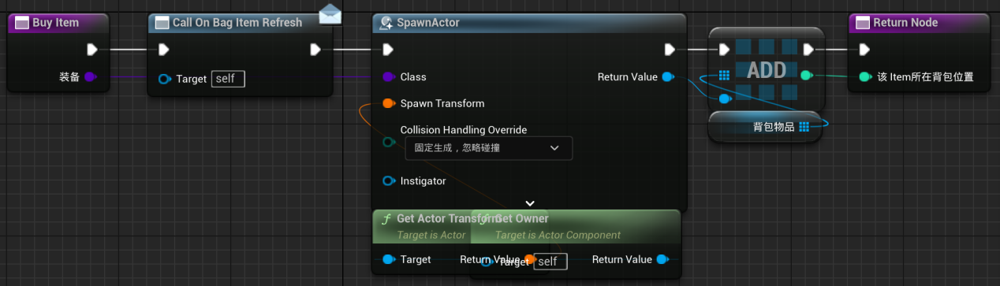 Buy Item
装备
Call On Bag Item Refresh
Target self
SpawnActor
Class
Return Value
Spawn Transform
Collision Handling Override
固定生成，忽略碰撞
Instigator
Get Actor Transform
Target is Actor
Target
Return Value
Get Owner
Target is Actor Component
Target self
Return Value
ADD
背包物品
Return Node
该 Item所在背包位置